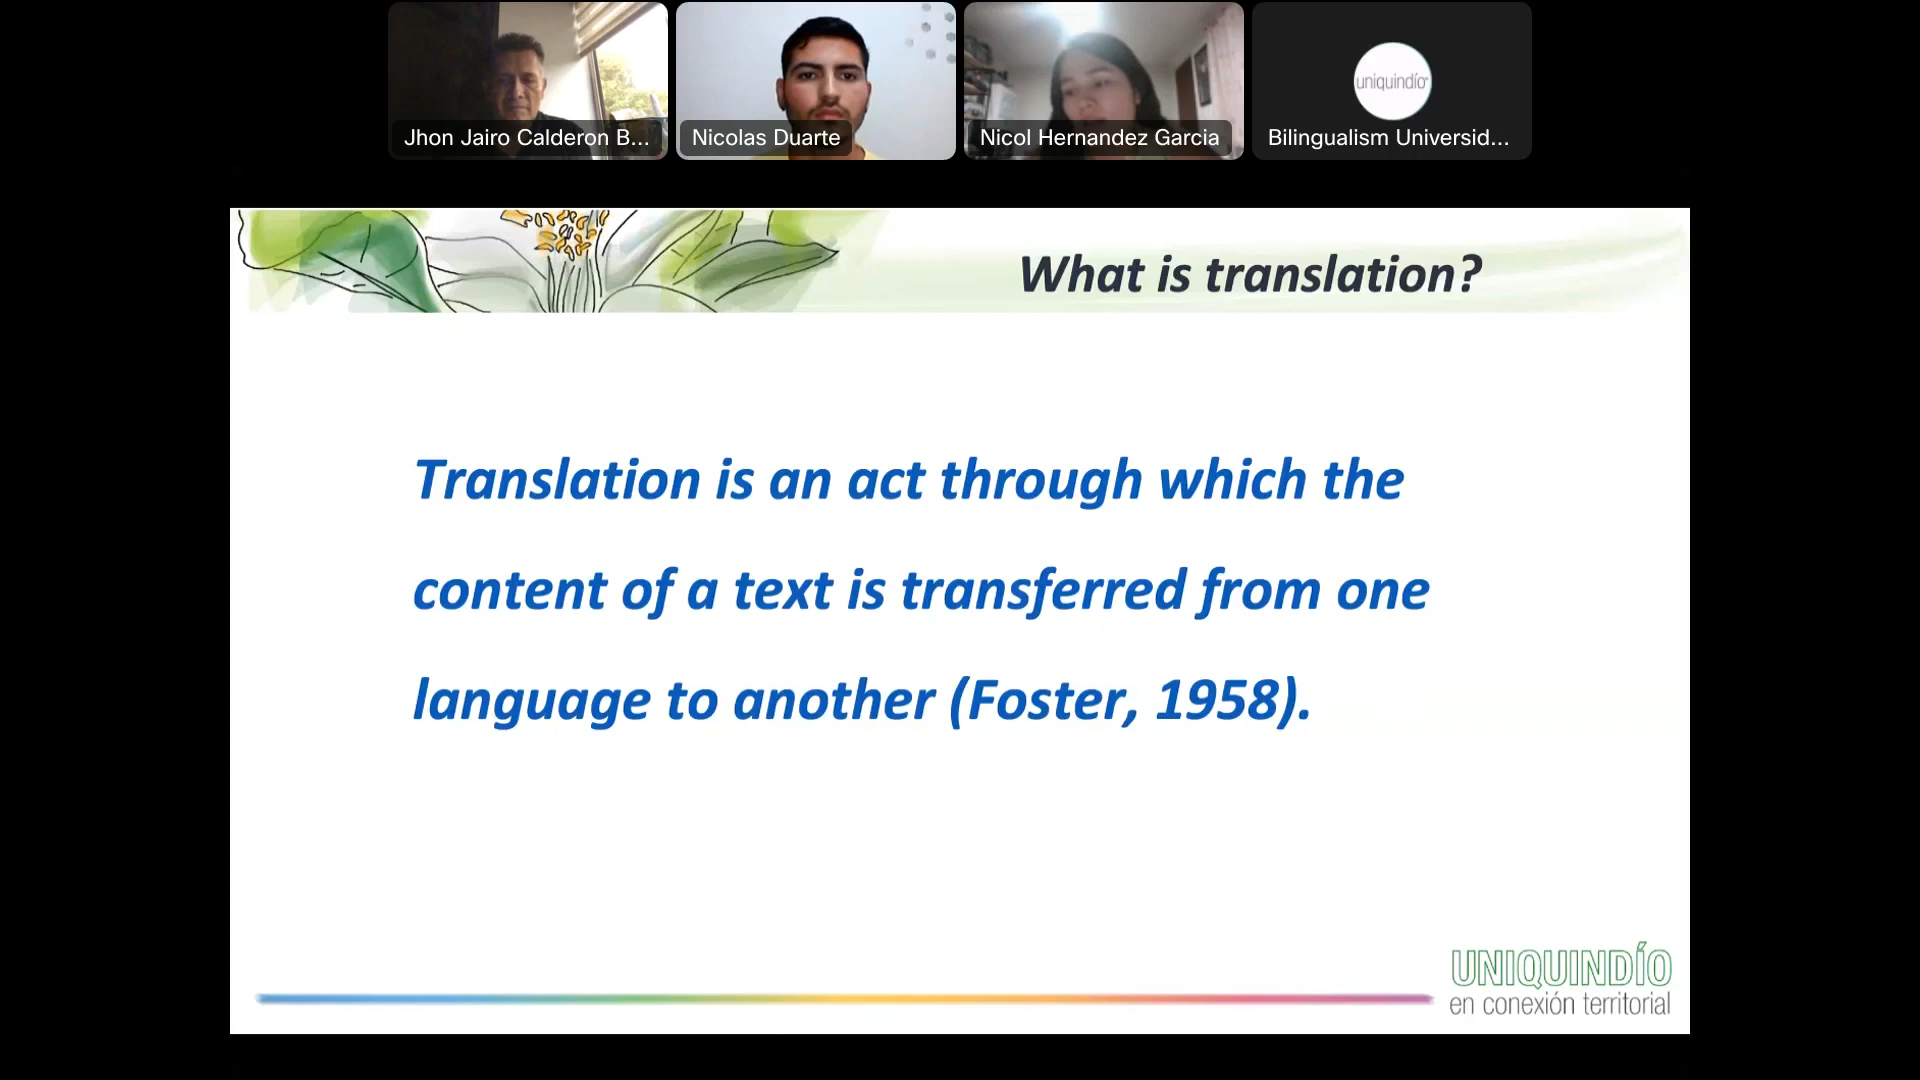 Jhon Jairo Calderon B...
Nicolas Duarte
Nicol Hernandez Garcia
uniquindío
Bilingualism Universid...
What is translation?
Translation is an act through which the
content of a text is transferred from one
language to another (Foster, 1958).
UNIQUINDÍO
en conexión territorial